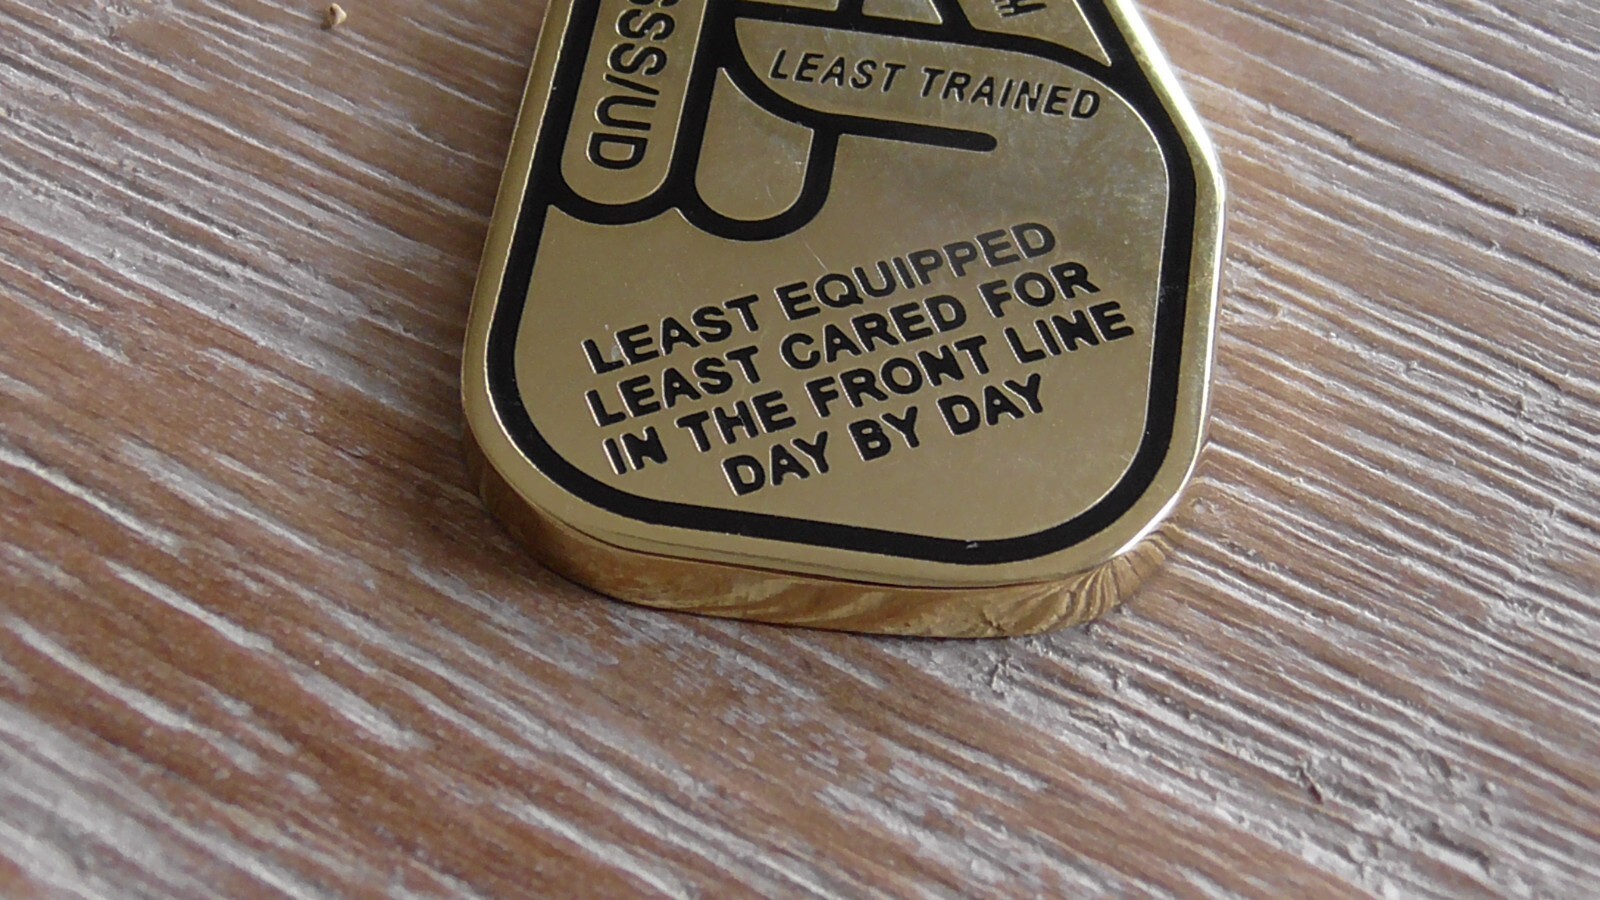 SSS/UD
LEAST TRAINED
LEAST EQUIPPED
LEAST CARED FOR
IN THE FRONT LINE
DAY BY DAY